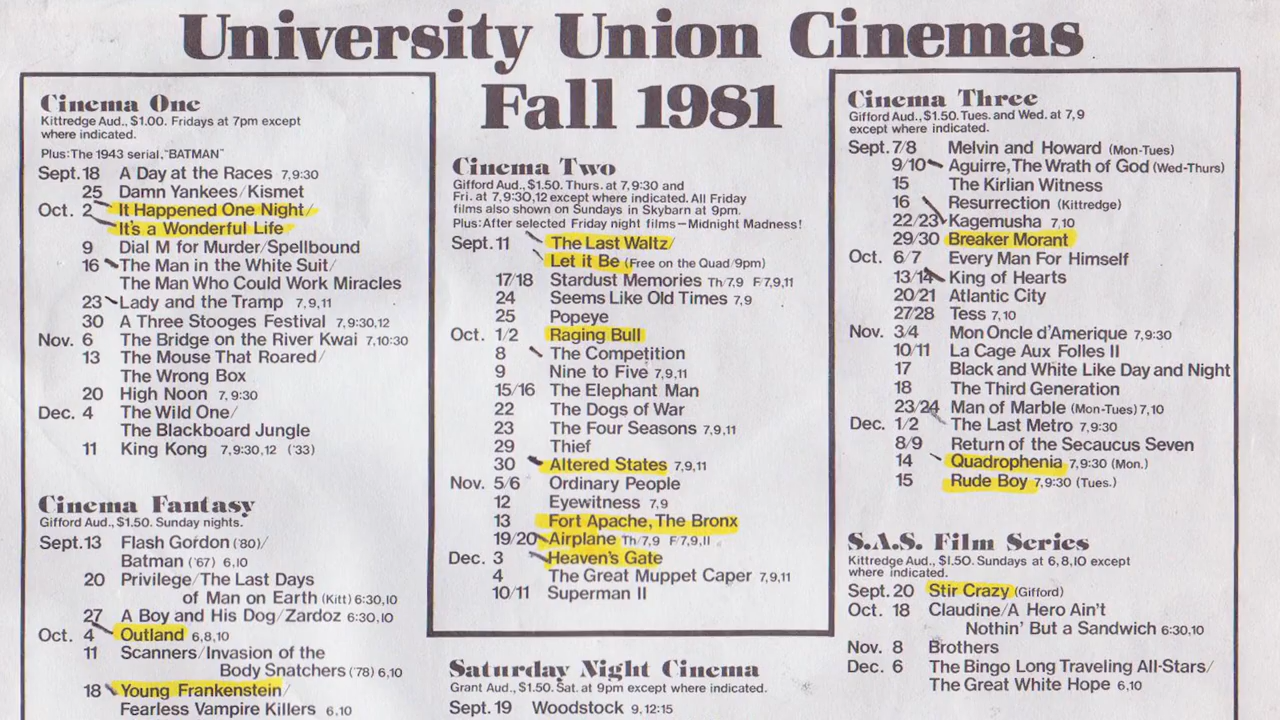 University Union Cinemas
Fall 1981
Cinema One
Kittredge Aud., $1.00. Fridays at 7pm except
where indicated.
Plus: The 1943 serial, "BATMAN"
Sept. 18 A Day at the Races 7,9:30
25 Damn Yankees/Kismet
Oct. 2 It Happened One Night/
It's a Wonderful Life
9 Dial M for Murder/Spellbound
16 The Man in the White Suit/
The Man Who Could Work Miracles
23 Lady and the Tramp 7,9,11
30 A Three Stooges Festival 7,9:30,12
Nov. 6 The Bridge on the River Kwai 7,10:30
13 The Mouse That Roared/
The Wrong Box
20 High Noon 7,9:30
Dec. 4 The Wild One/
The Blackboard Jungle
11 King Kong 7,9:30,12 ('33)
Cinema Fantasy
Gifford Aud., $1.50. Sunday nights.
Sept. 13 Flash Gordon ('80)/
Batman ('67) 6,10
20 Privilege/The Last Days
of Man on Earth (Kitt) 6:30,10
27 A Boy and His Dog/Zardoz 6:30,10
Oct. 4 Outland 6,8,10
11 Scanners/Invasion of the
Body Snatchers ('78) 6,10
18 Young Frankenstein/
Fearless Vampire Killers 6,10
Cinema Two
Gifford Aud., $1.50. Thurs. at 7,9:30 and
Fri. at 7,9:30,12 except where indicated. All Friday
films also shown on Sundays in Skybarn at 9pm.
Plus: After selected Friday night films—Midnight Madness!
Sept. 11 The Last Waltz/
Let it Be (Free on the Quad/9pm)
17/18 Stardust Memories Th/7,9 F/7,9,11
24 Seems Like Old Times 7,9
25 Popeye
Oct. 1/2 Raging Bull
8 The Competition
9 Nine to Five 7,9,11
15/16 The Elephant Man
22 The Dogs of War
23 The Four Seasons 7,9,11
29 Thief
30 Altered States 7,9,11
Nov. 5/6 Ordinary People
12 Eyewitness 7,9
13 Fort Apache, The Bronx
19/20 Airplane Th/7,9 F/7,9,11
Dec. 3 Heaven's Gate
4 The Great Muppet Caper 7,9,11
10/11 Superman II
Saturday Night Cinema
Grant Aud., $1.50. Sat. at 9pm except where indicated.
Sept. 19 Woodstock 9,12:15
Cinema Three
Gifford Aud., $1.50. Tues. and Wed. at 7,9
except where indicated.
Sept. 7/8 Melvin and Howard (Mon-Tues)
9/10 Aguirre, The Wrath of God (Wed-Thurs)
15 The Kirlian Witness
16 Resurrection (Kittredge)
22/23 Kagemusha 7,10
29/30 Breaker Morant
Oct. 6/7 Every Man For Himself
13/14 King of Hearts
20/21 Atlantic City
27/28 Tess 7,10
Nov. 3/4 Mon Oncle d'Amerique 7,9:30
10/11 La Cage Aux Folles II
17 Black and White Like Day and Night
18 The Third Generation
23/24 Man of Marble (Mon-Tues) 7,10
Dec. 1/2 The Last Metro 7,9:30
8/9 Return of the Secaucus Seven
14 Quadrophenia 7,9:30 (Mon.)
15 Rude Boy 7,9:30 (Tues.)
S.A.S. Film Series
Kittredge Aud., $1.50. Sundays at 6,8,10 except
where indicated.
Sept. 20 Stir Crazy (Gifford)
Oct. 18 Claudine/A Hero Ain't
Nothin' But a Sandwich 6:30,10
Nov. 8 Brothers
Dec. 6 The Bingo Long Traveling All-Stars/
The Great White Hope 6,10